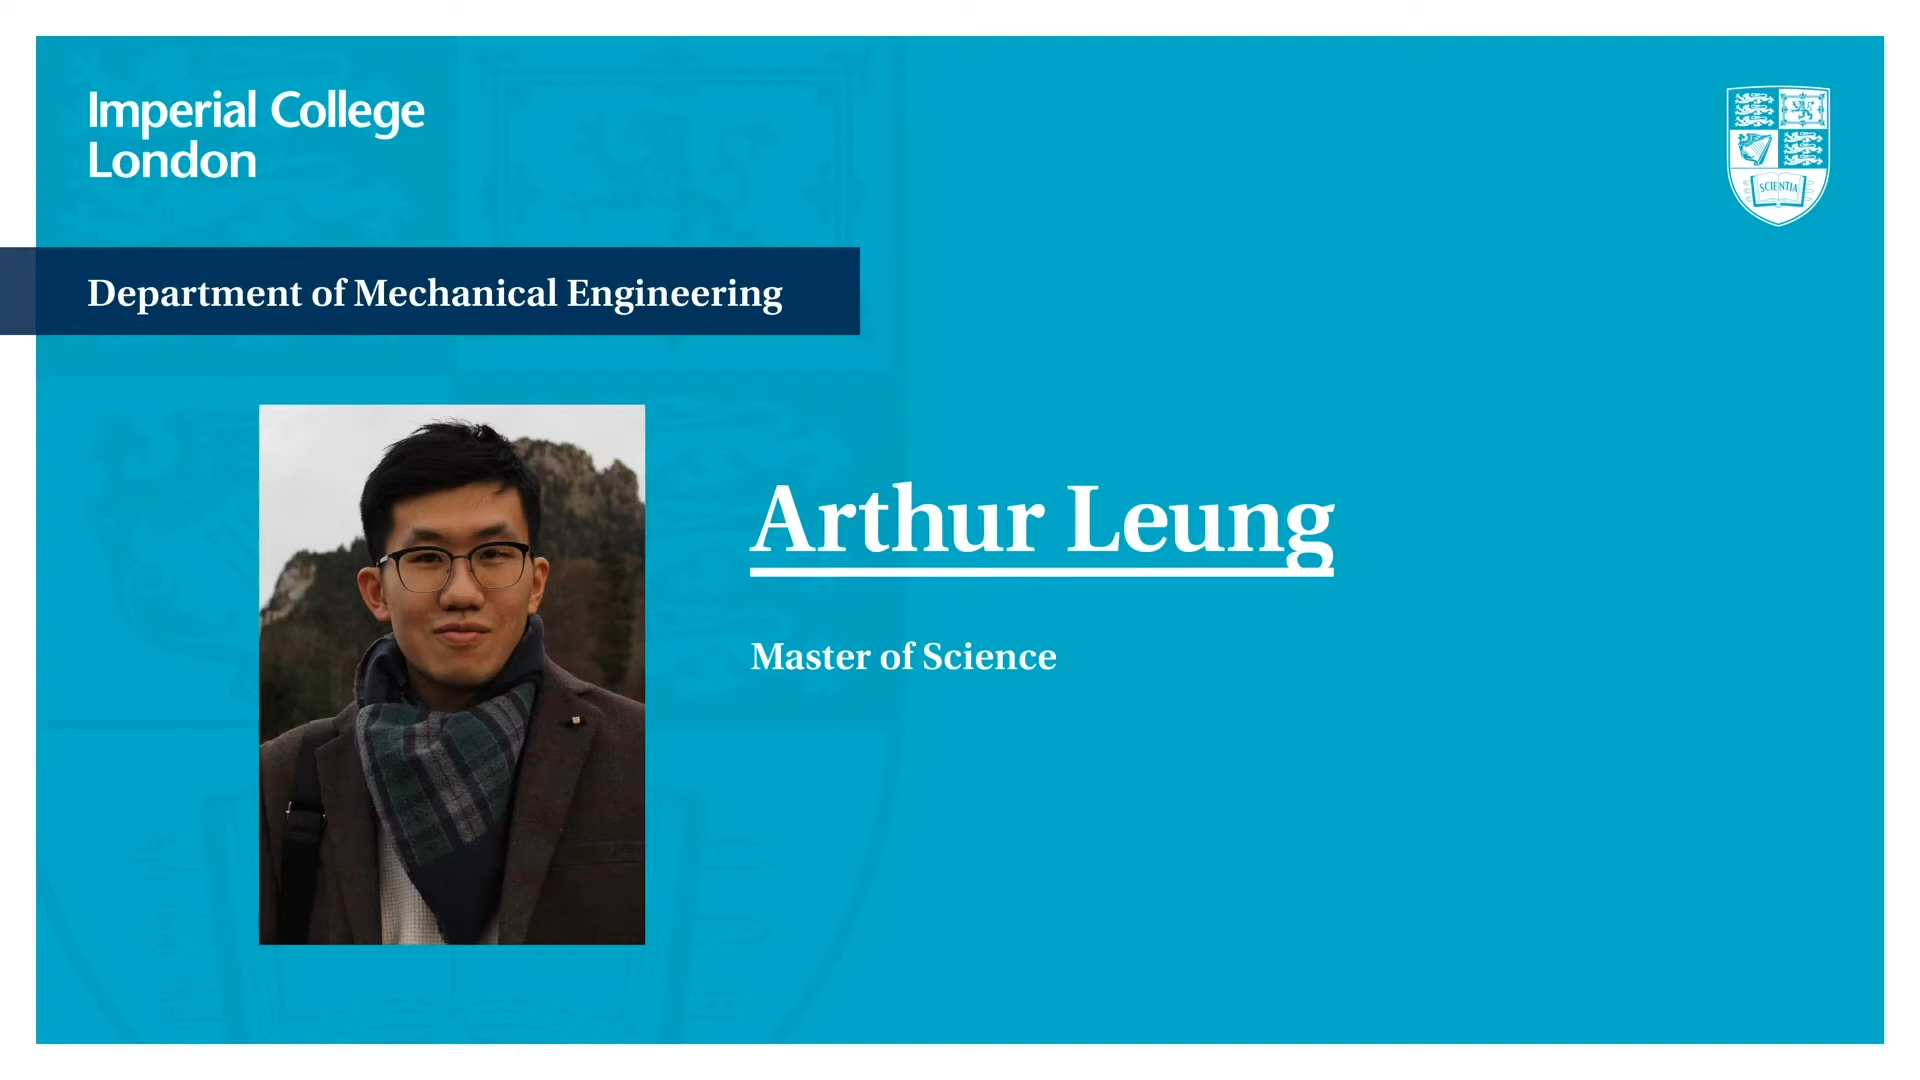 Imperial College
London
SCIENTIA
Department of Mechanical Engineering
Arthur Leung
Master of Science